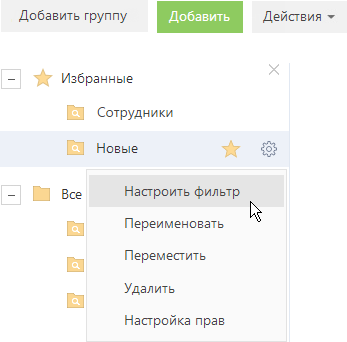 Добавить группу Добавить Действия
Избранные
Сотрудники
Новые
Все
Настроить фильтр
Переименовать
Переместить
Удалить
Настройка прав